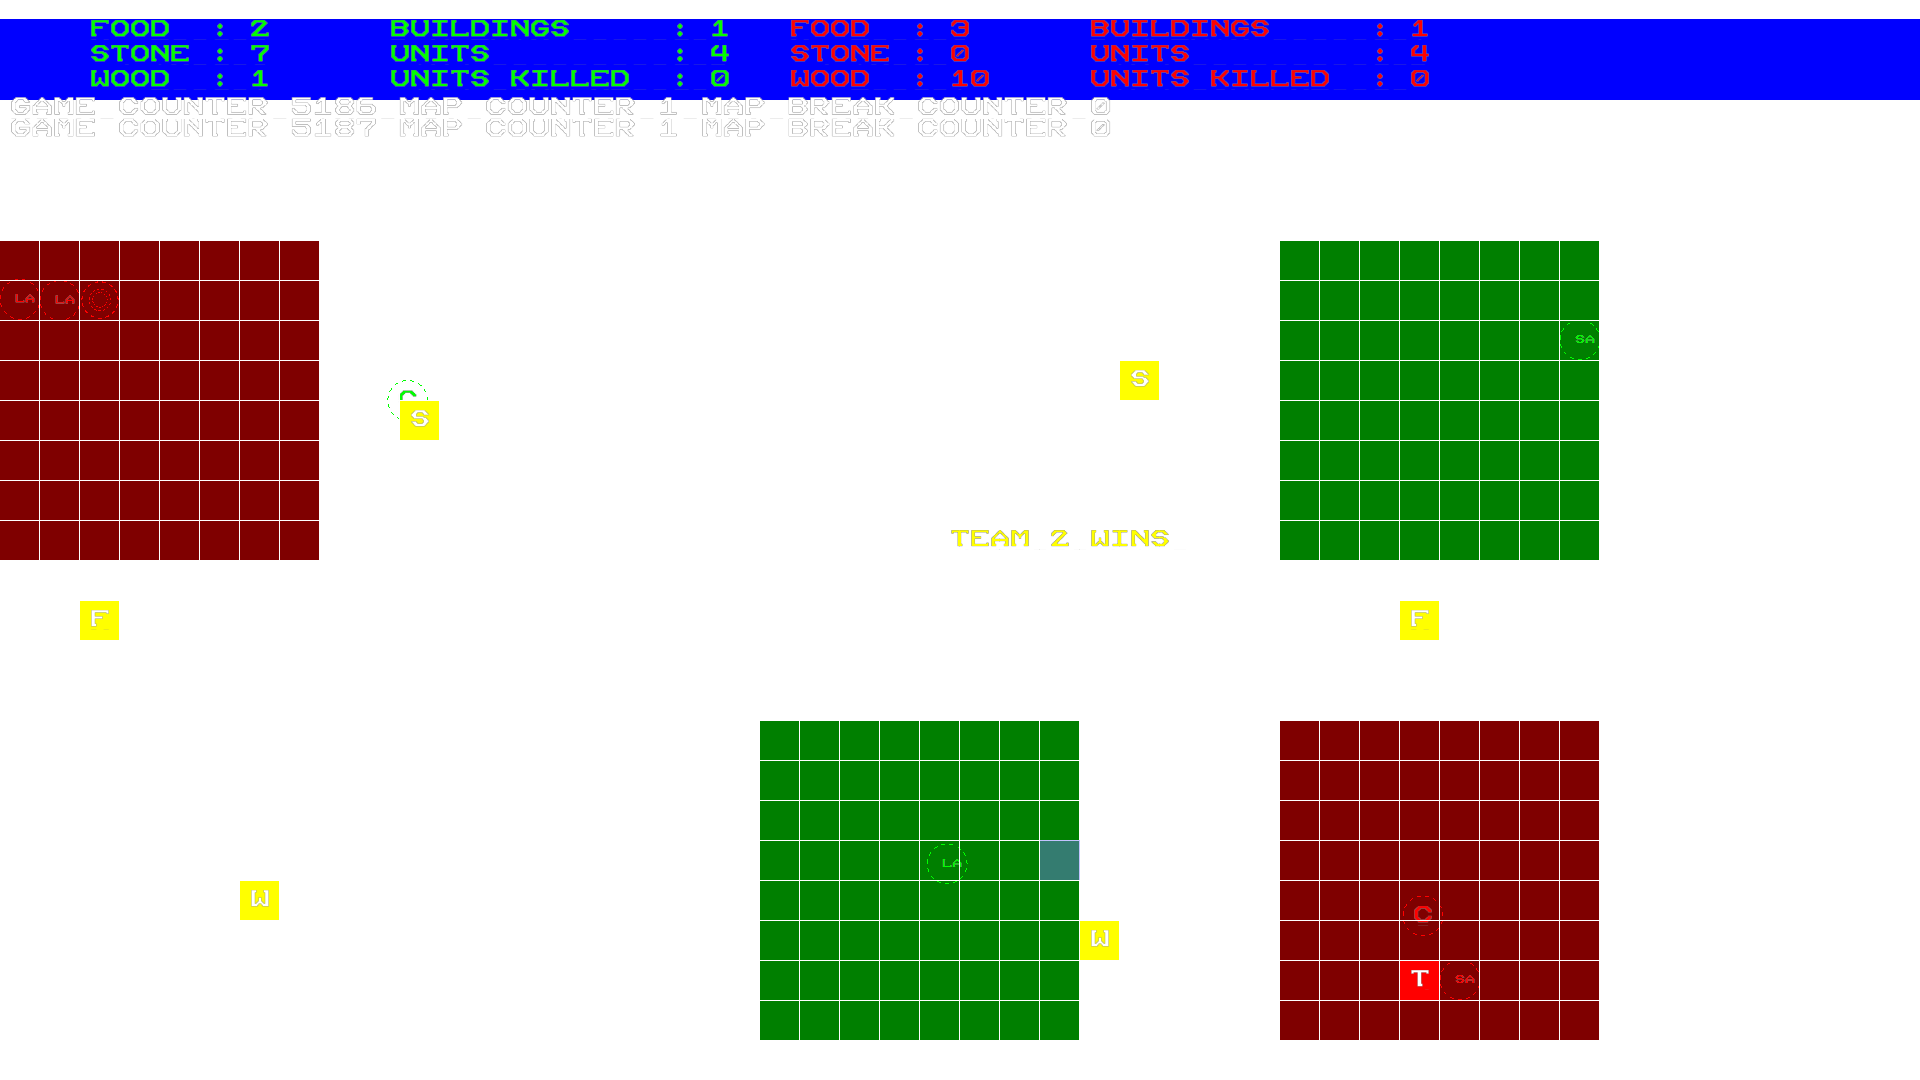 FOOD : 2 BUILDINGS : 1 FOOD : 3 BUILDINGS : 1
STONE : 7 UNITS : 4 STONE : 0 UNITS : 4
WOOD : 1 UNITS KILLED : 0 WOOD : 10 UNITS KILLED : 0
GAME COUNTER 5186 MAP COUNTER 1 MAP BREAK COUNTER 0
GAME COUNTER 5187 MAP COUNTER 1 MAP BREAK COUNTER 0
LA LA
SA
S
C
S
TEAM 2 WINS
F F
LA
W
C
W
T SA